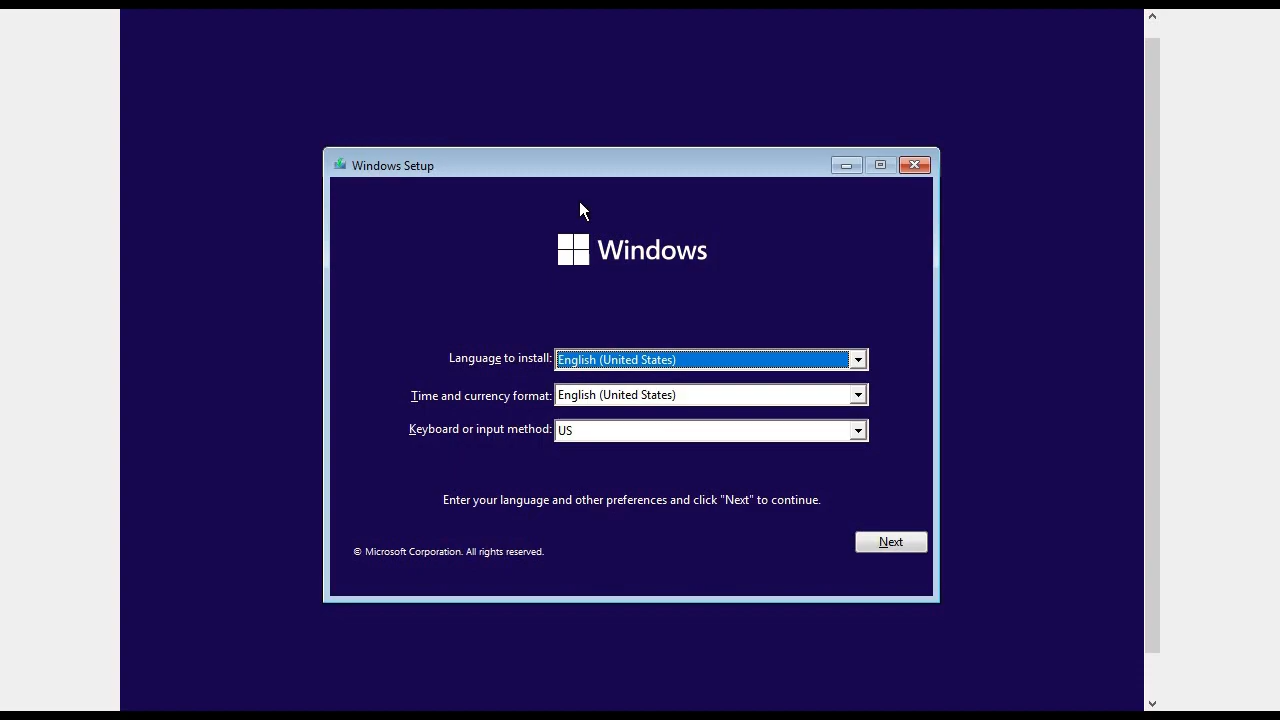 Windows Setup
Windows
Language to install: English (United States)
Time and currency format: English (United States)
Keyboard or input method: US
Enter your language and other preferences and click "Next" to continue.
Next
© Microsoft Corporation. All rights reserved.